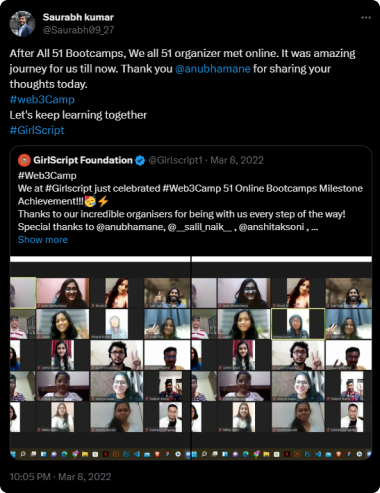 Saurabh kumar
@Saurabh09_27
After All 51 Bootcamps, We all 51 organizer met online. It was amazing
journey for us till now. Thank you @anubhamane for sharing your
thoughts today.
#web3Camp
Let's keep learning together
#GirlScript
GirlScript Foundation @Girlscript1 · Mar 8, 2022
#Web3Camp
We at #Girlscript just celebrated #Web3Camp 51 Online Bootcamps Milestone
Achievement!!!🥳⚡
Thanks to our incredible organisers for being with us every step of the way!
Special thanks to @anubhamane, @__salil_naik__ , @anshitaksoni , ...
Show more
10:05 PM · Mar 8, 2022